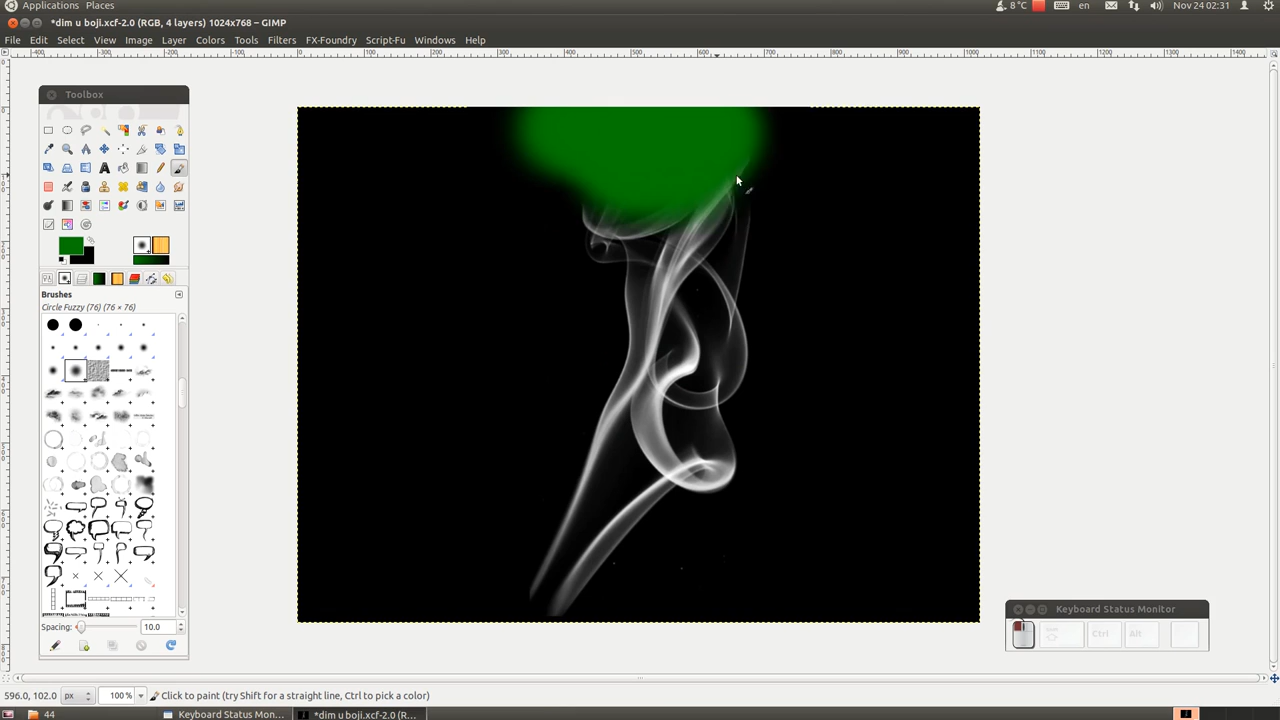 Applications Places
8 °C en Nov 24 02:31
*dim u boji.xcf-2.0 (RGB, 4 layers) 1024x768 – GIMP
File Edit Select View Image Layer Colors Tools Filters FX-Foundry Script-Fu Windows Help
Toolbox
Brushes
Circle Fuzzy (76) (76 × 76)
Spacing: 10.0
Keyboard Status Monitor
Ctrl Alt
596.0, 102.0 px 100% Click to paint (try Shift for a straight line, Ctrl to pick a color)
44 Keyboard Status Mon... *dim u boji.xcf-2.0 (R...